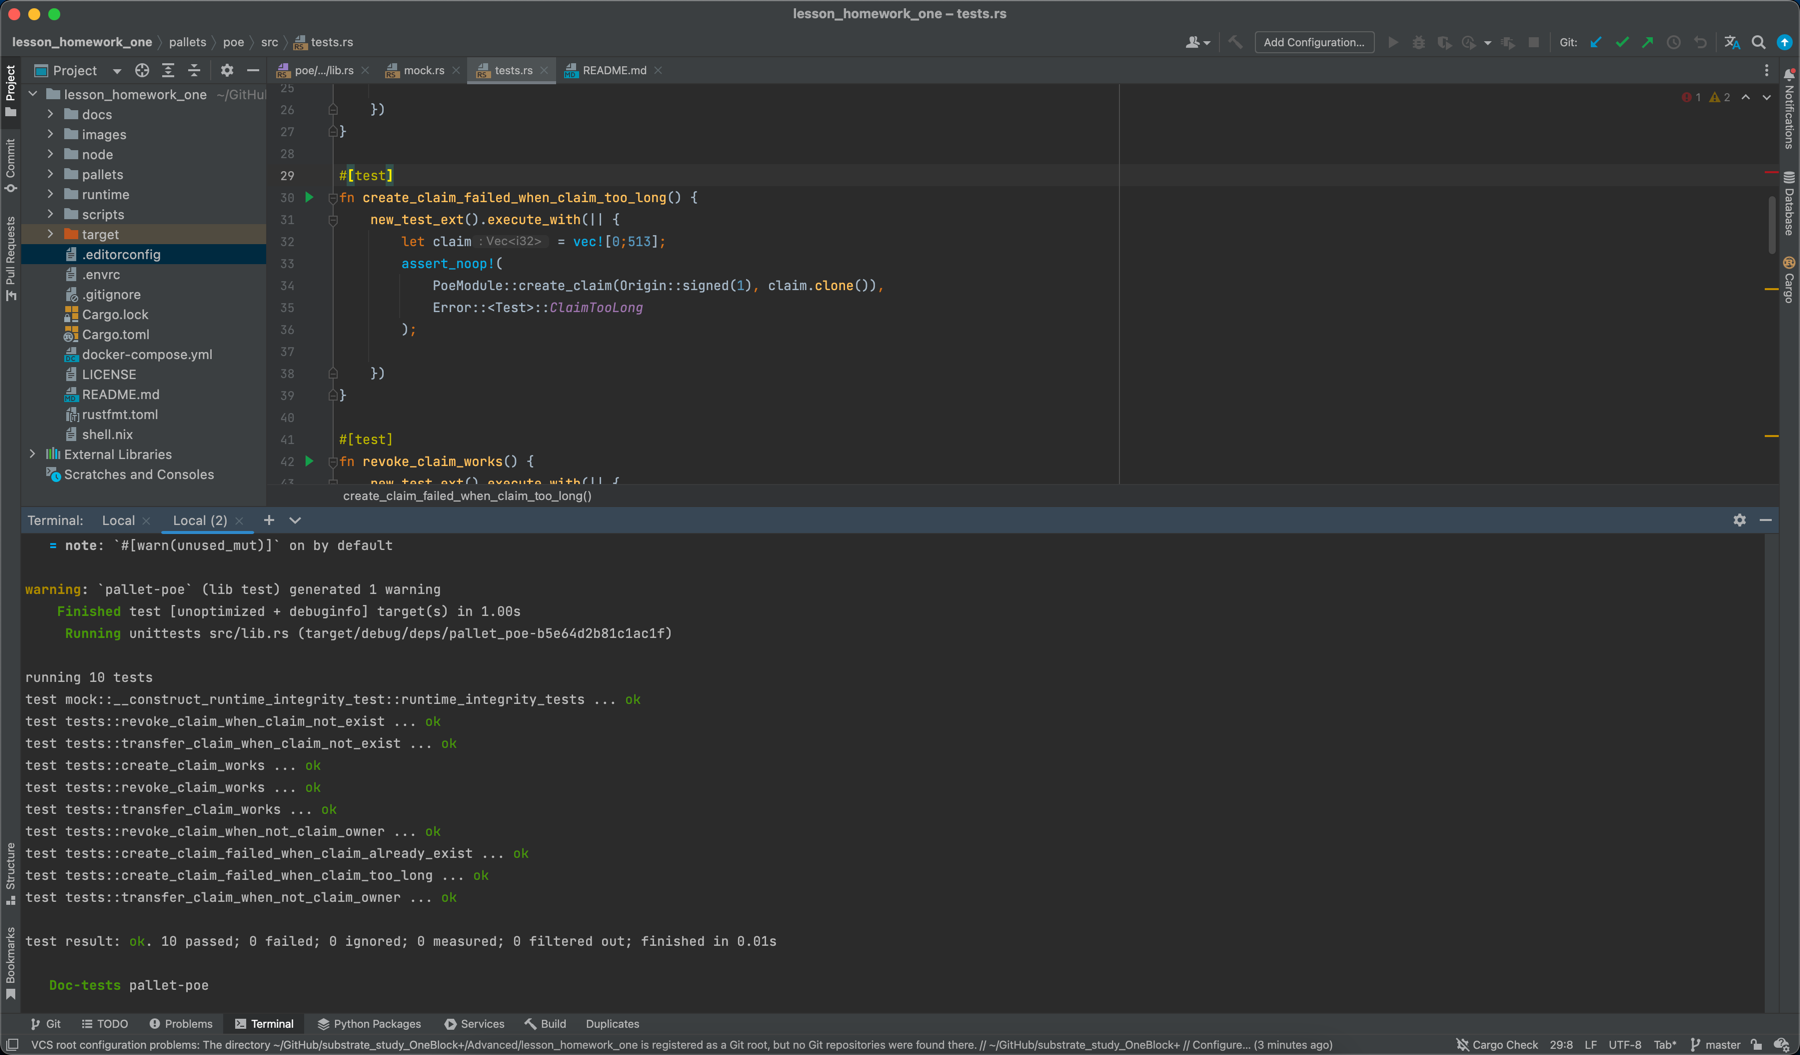 lesson_homework_one – tests.rs
lesson_homework_one
pallets
poe
src
tests.rs
Add Configuration...
Git:
Project
poe/.../lib.rs
mock.rs
tests.rs
README.md
Project
Commit
Pull Requests
Structure
Bookmarks
Notifications
Database
Cargo
lesson_homework_one ~/GitHu
docs
images
node
pallets
runtime
scripts
target
.editorconfig
.envrc
.gitignore
Cargo.lock
Cargo.toml
docker-compose.yml
LICENSE
README.md
rustfmt.toml
shell.nix
External Libraries
Scratches and Consoles
1 2
25
26 })
27 }
28
29 #[test]
30 fn create_claim_failed_when_claim_too_long() {
31 new_test_ext().execute_with(|| {
32 let claim : Vec<i32> = vec![0;513];
33 assert_noop!(
34 PoeModule::create_claim(Origin::signed(1), claim.clone()),
35 Error::<Test>::ClaimTooLong
36 );
37
38 })
39 }
40
41 #[test]
42 fn revoke_claim_works() {
43 new_test_ext().execute_with(|| {
create_claim_failed_when_claim_too_long()
Terminal: Local Local (2)
= note: `#[warn(unused_mut)]` on by default
warning: `pallet-poe` (lib test) generated 1 warning
Finished test [unoptimized + debuginfo] target(s) in 1.00s
Running unittests src/lib.rs (target/debug/deps/pallet_poe-b5e64d2b81c1ac1f)
running 10 tests
test mock::__construct_runtime_integrity_test::runtime_integrity_tests ... ok
test tests::revoke_claim_when_claim_not_exist ... ok
test tests::transfer_claim_when_claim_not_exist ... ok
test tests::create_claim_works ... ok
test tests::revoke_claim_works ... ok
test tests::transfer_claim_works ... ok
test tests::revoke_claim_when_not_claim_owner ... ok
test tests::create_claim_failed_when_claim_already_exist ... ok
test tests::create_claim_failed_when_claim_too_long ... ok
test tests::transfer_claim_when_not_claim_owner ... ok
test result: ok. 10 passed; 0 failed; 0 ignored; 0 measured; 0 filtered out; finished in 0.01s
Doc-tests pallet-poe
Git TODO Problems Terminal Python Packages Services Build Duplicates
VCS root configuration problems: The directory ~/GitHub/substrate_study_OneBlock+/Advanced/lesson_homework_one is registered as a Git root, but no Git repositories were found there. // ~/GitHub/substrate_study_OneBlock+ // Configure... (3 minutes ago) Cargo Check 29:8 LF UTF-8 Tab* master